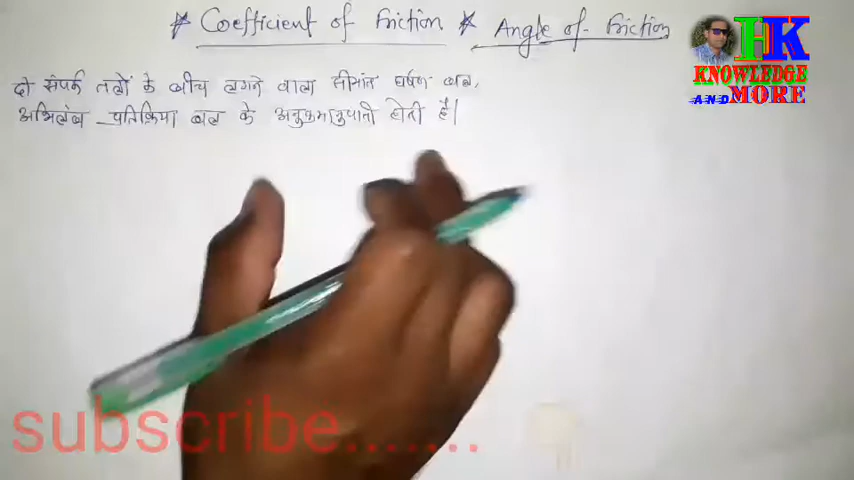 * Coefficient of Friction * Angle of Friction
दो संपर्क तलों के बीच लगने वाला सीमांत घर्षण बल,
अभिलंब प्रतिक्रिया बल के अनुक्रमानुपाती होती है|
HK
KNOWLEDGE
AND MORE
subscribe.......